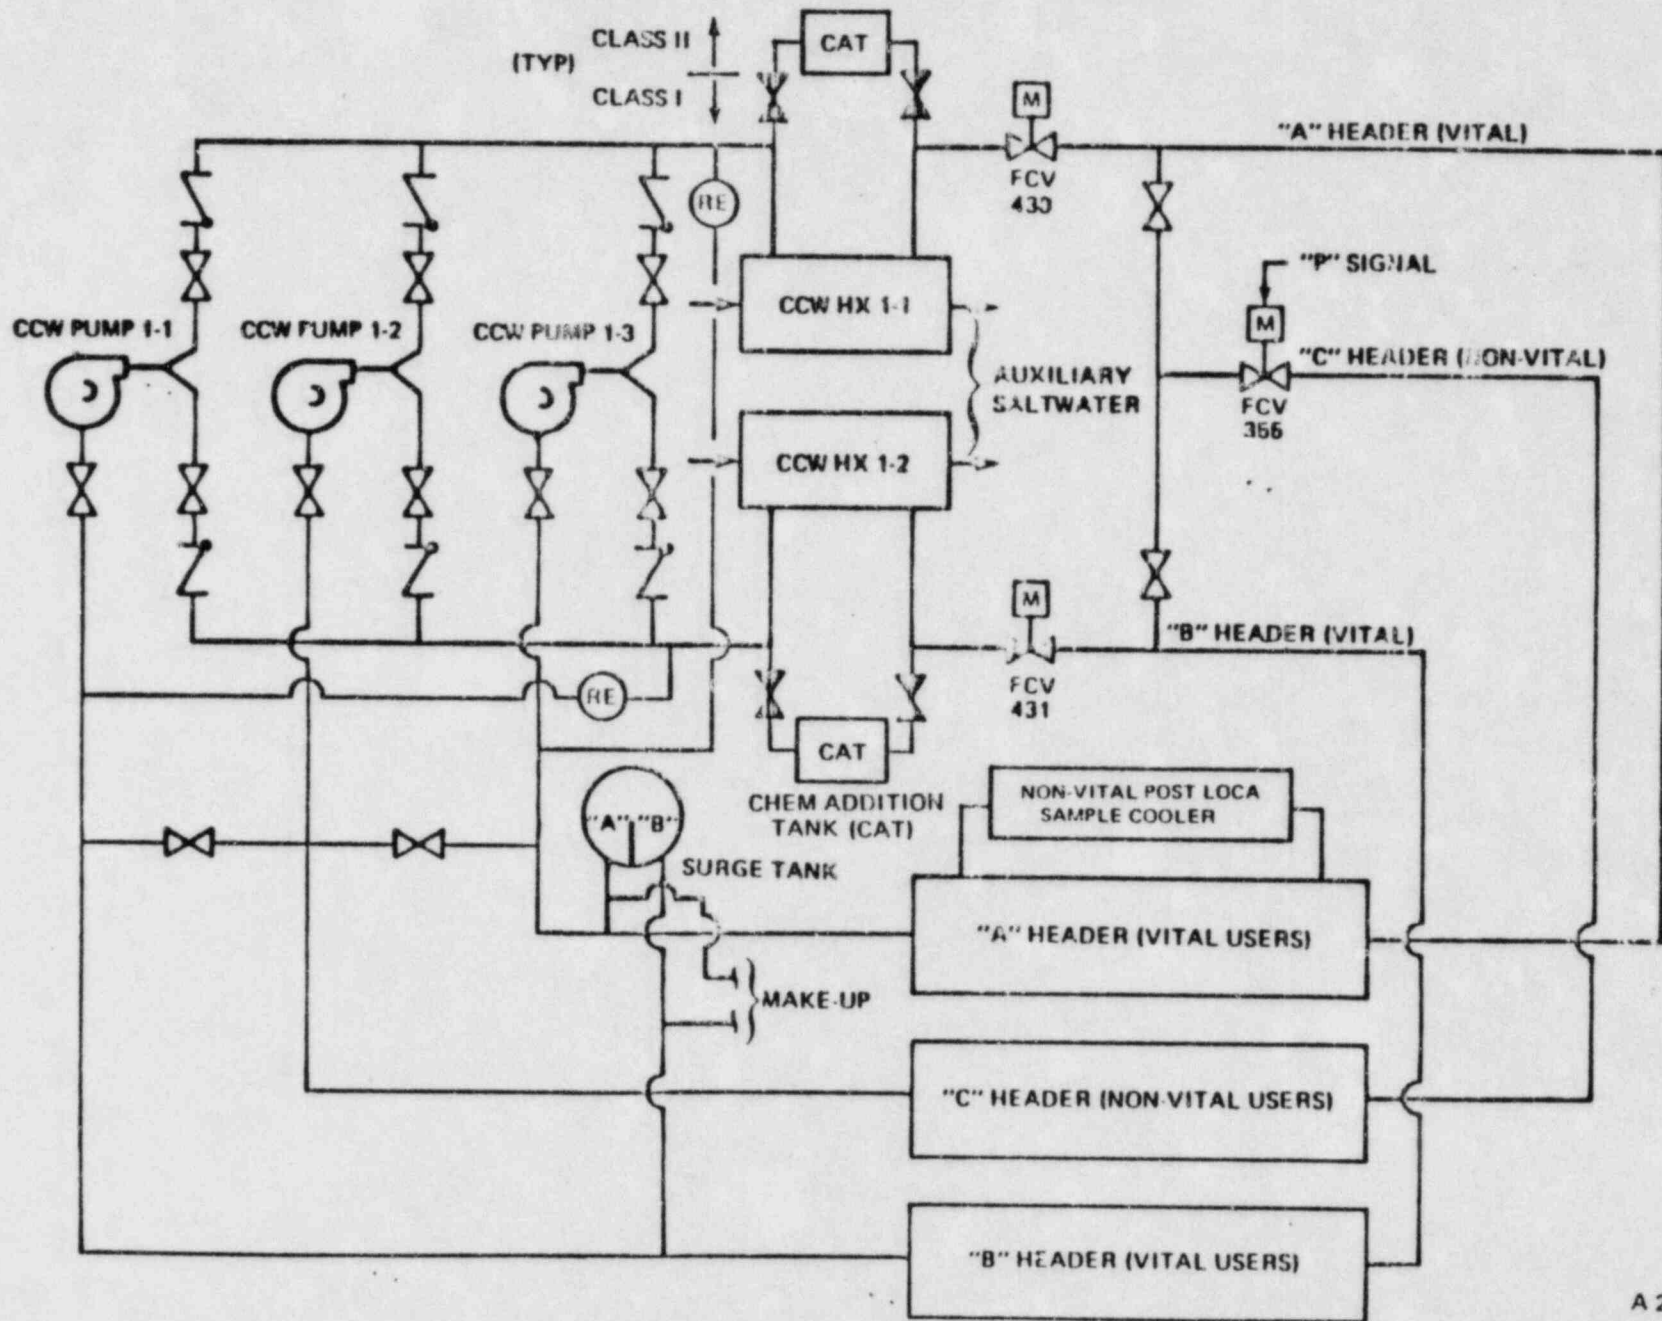 CLASS II
(TYP)
CLASS I
CAT
M
"A" HEADER (VITAL)
FCV
430
RE
"P" SIGNAL
M
CCW HX 1-1
CCW PUMP 1-1
CCW PUMP 1-2
CCW PUMP 1-3
"C" HEADER (NON-VITAL)
AUXILIARY
SALTWATER
FCV
355
CCW HX 1-2
M
"B" HEADER (VITAL)
FCV
431
RE
CAT
CHEM ADDITION
TANK (CAT)
NON-VITAL POST LOCA
SAMPLE COOLER
"A" "B"
SURGE TANK
"A" HEADER (VITAL USERS)
MAKE-UP
"C" HEADER (NON-VITAL USERS)
"B" HEADER (VITAL USERS)
A 2